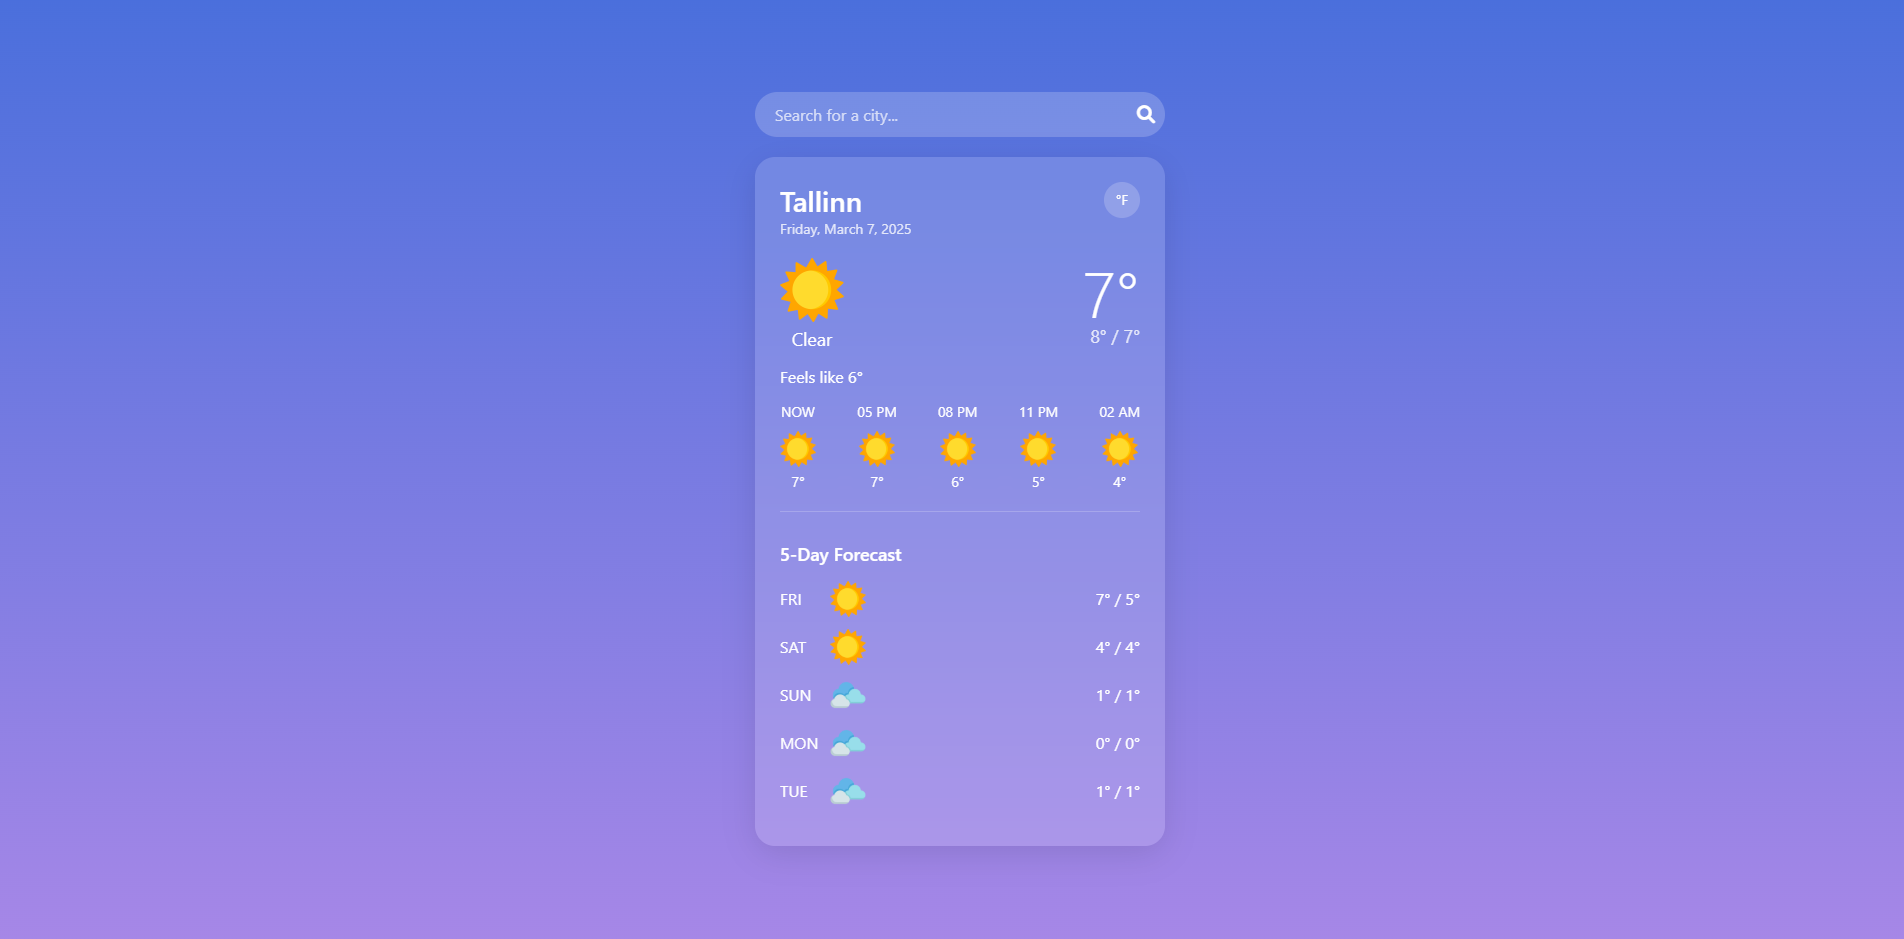 Search for a city...
Tallinn
°F
Friday, March 7, 2025
7°
Clear
8° / 7°
Feels like 6°
NOW 05 PM 08 PM 11 PM 02 AM
7° 7° 6° 5° 4°
5-Day Forecast
FRI 7° / 5°
SAT 4° / 4°
SUN 1° / 1°
MON 0° / 0°
TUE 1° / 1°